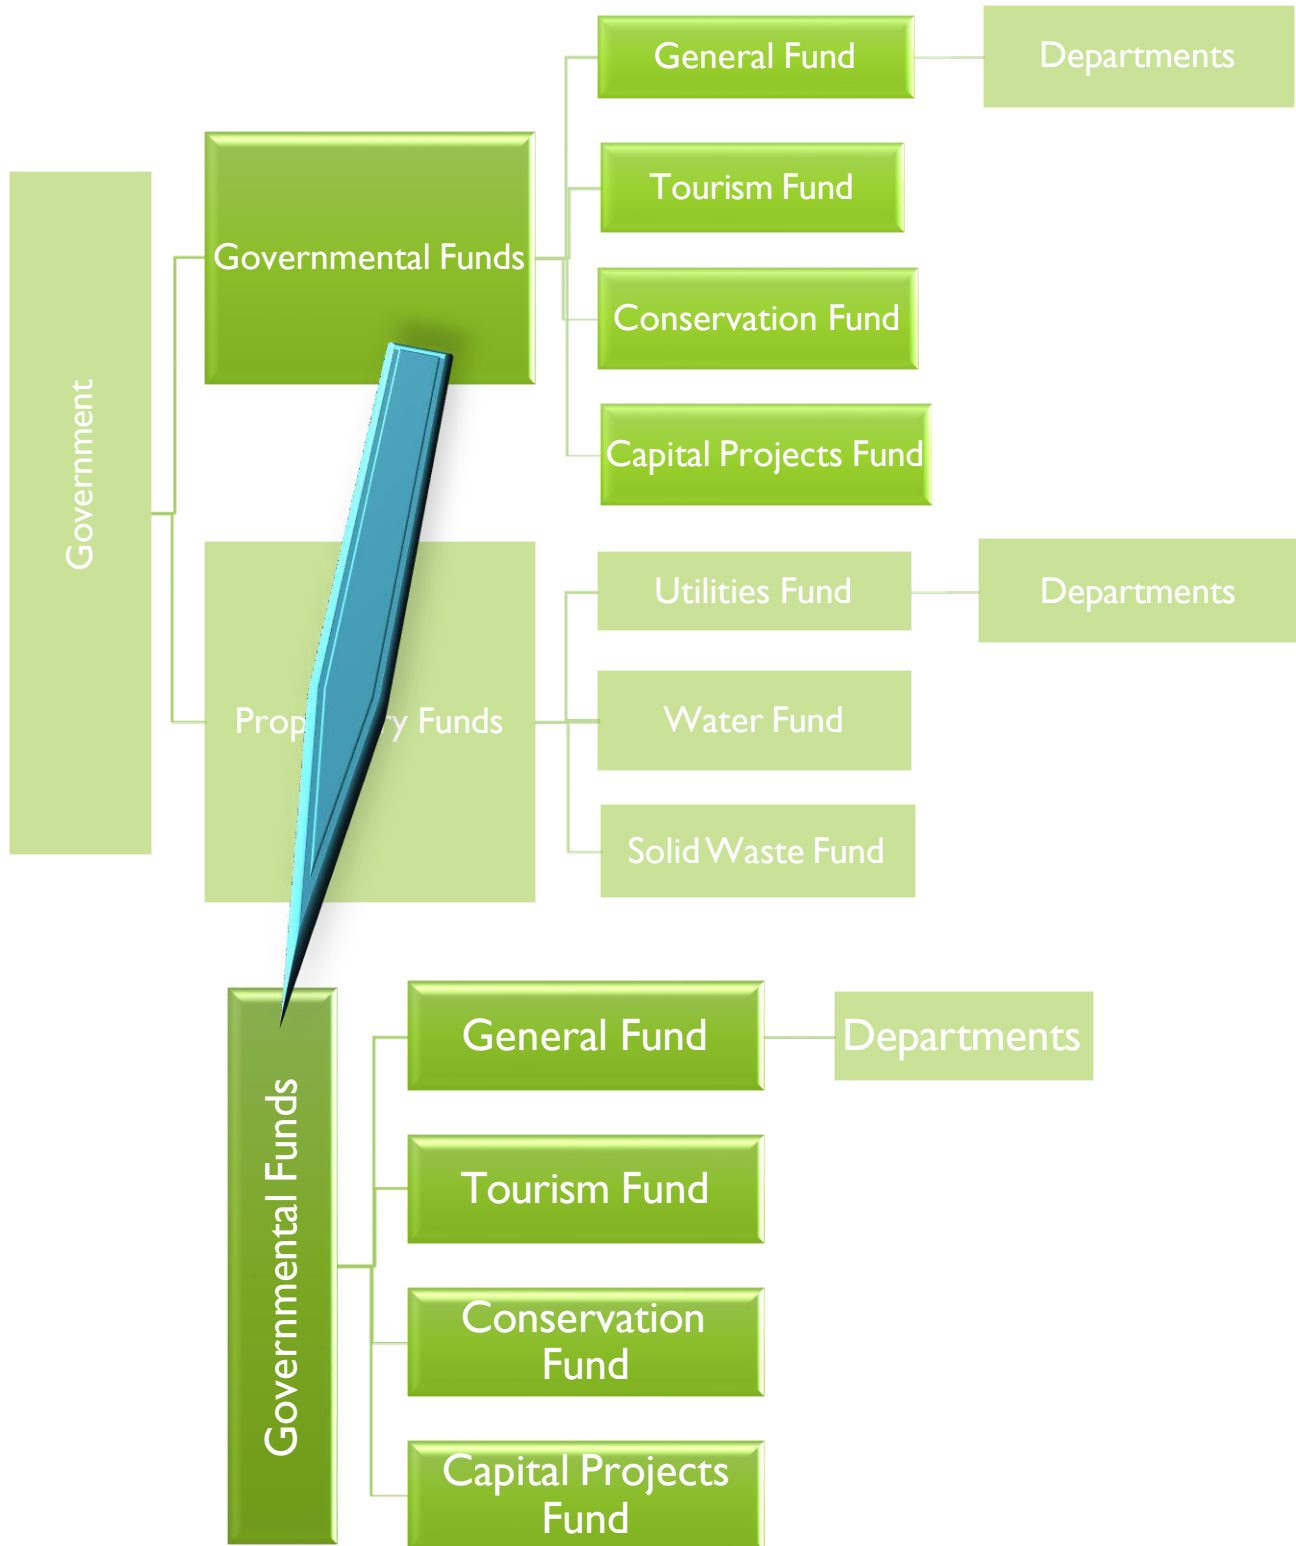 Government
Governmental Funds
General Fund
Departments
Tourism Fund
Conservation Fund
Capital Projects Fund
Funds
Utilities Fund
Departments
Water Fund
Solid Waste Fund
Governmental Funds
General Fund
Departments
Tourism Fund
Conservation
Fund
Capital Projects
Fund